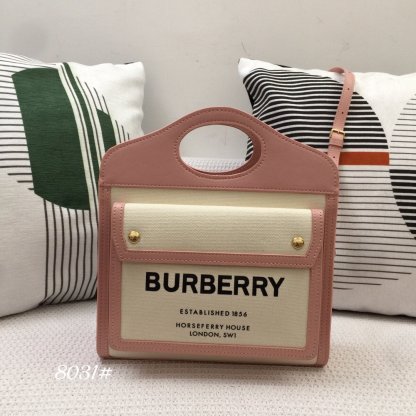 BURBERRY
ESTABLISHED 1856
HORSEFERRY HOUSE
LONDON, SW1
8031#